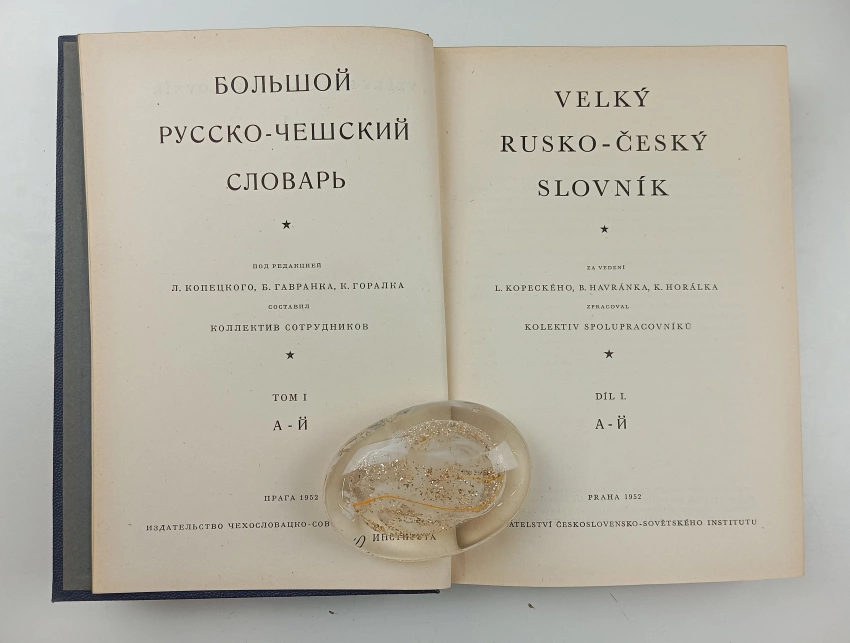 БОЛЬШОЙ
РУССКО-ЧЕШСКИЙ
СЛОВАРЬ
ПОД РЕДАКЦИЕЙ
Л. КОПЕЦКОГО, Б. ГАВРАНКА, К. ГОРАЛКА
СОСТАВИЛ
КОЛЛЕКТИВ СОТРУДНИКОВ
ТОМ I
А - Й
ПРАГА 1952
ИЗДАТЕЛЬСТВО ЧЕХОСЛОВАЦКО-СОВ ИНСТИТУТА
VELKÝ
RUSKO-ČESKÝ
SLOVNÍK
ZA VEDENÍ
L. KOPECKÉHO, B. HAVRÁNKA, K. HORÁLKA
ZPRACOVAL
KOLEKTIV SPOLUPRACOVNÍKŮ
DÍL I.
А - Й
PRAHA 1952
ATELSTVÍ ČESKOSLOVENSKO-SOVĚTSKÉHO INSTITUTU